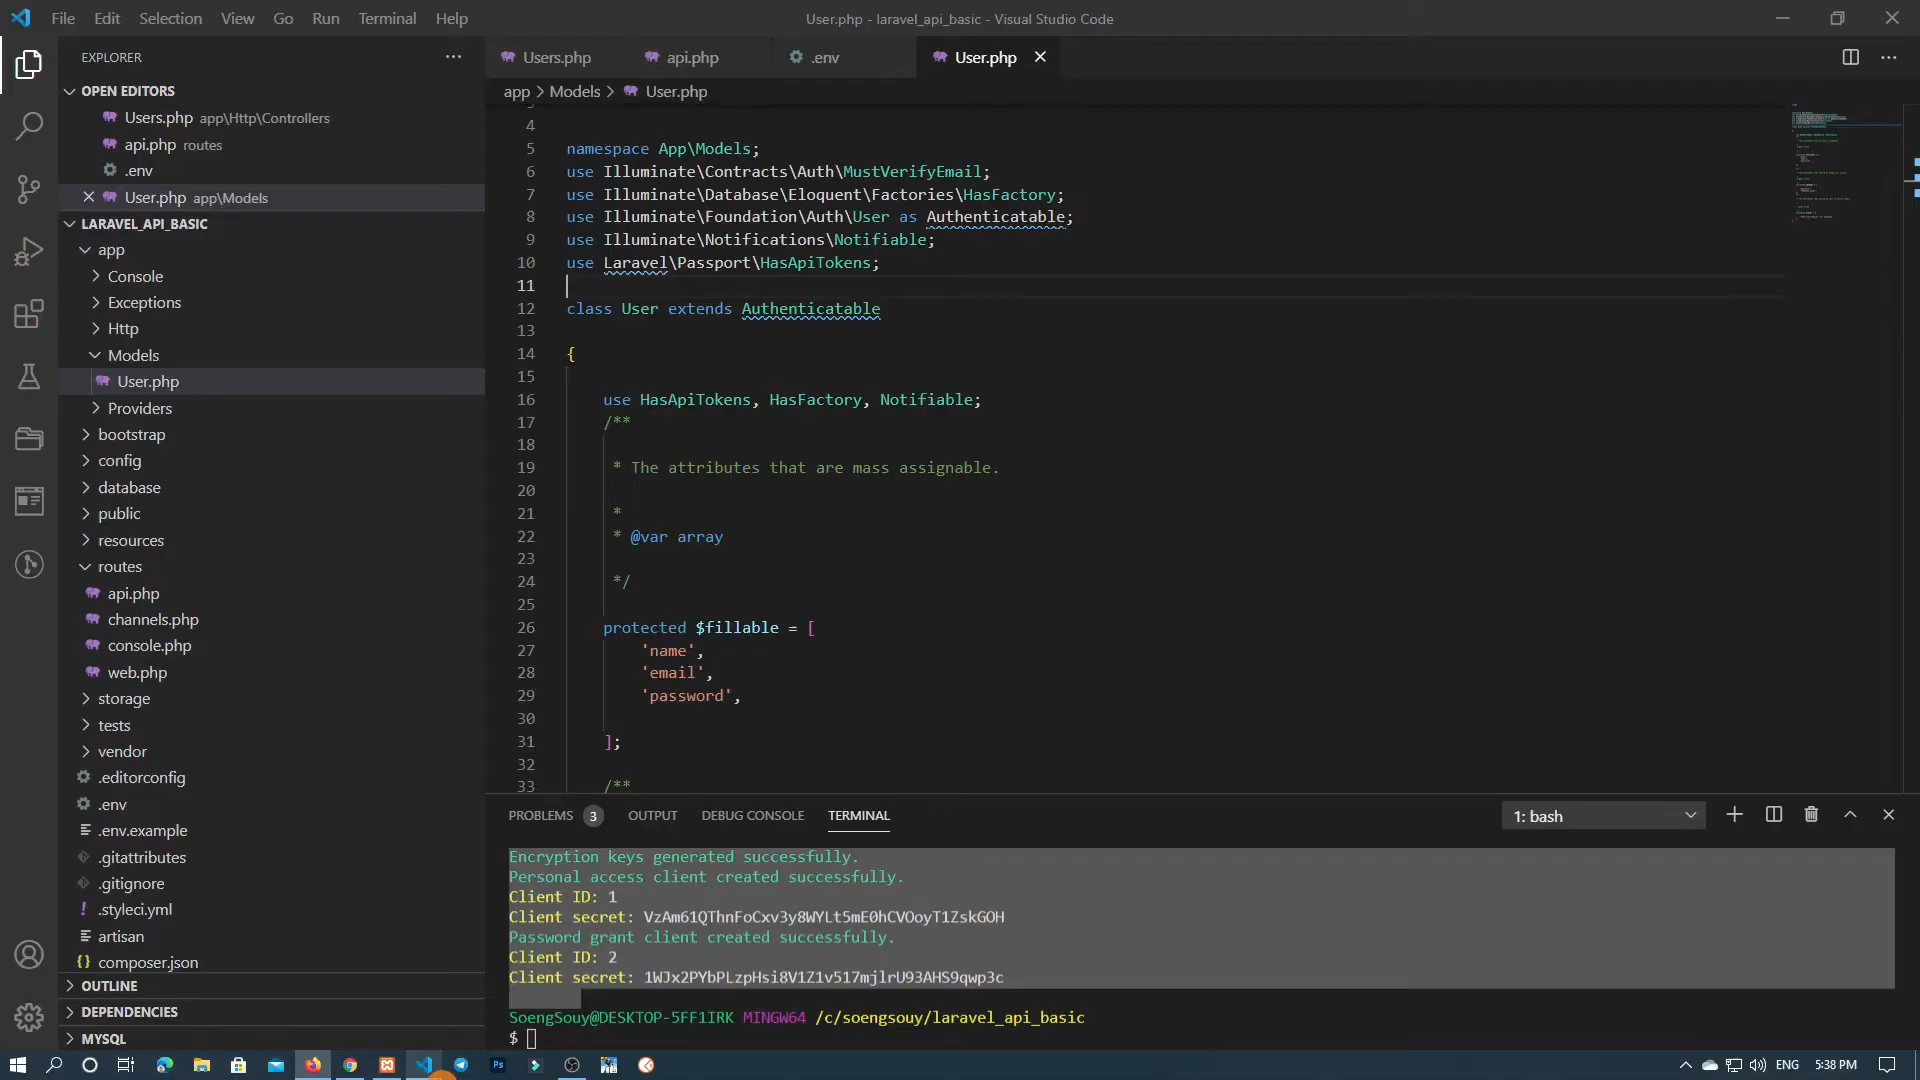 File Edit Selection View Go Run Terminal Help
User.php - laravel_api_basic - Visual Studio Code
EXPLORER
OPEN EDITORS
Users.php app\Http\Controllers
api.php routes
.env
User.php app\Models
LARAVEL_API_BASIC
app
Console
Exceptions
Http
Models
User.php
Providers
bootstrap
config
database
public
resources
routes
api.php
channels.php
console.php
web.php
storage
tests
vendor
.editorconfig
.env
.env.example
.gitattributes
.gitignore
.styleci.yml
artisan
composer.json
OUTLINE
DEPENDENCIES
MYSQL
Users.php api.php .env User.php
app > Models > User.php
4
5 namespace App\Models;
6 use Illuminate\Contracts\Auth\MustVerifyEmail;
7 use Illuminate\Database\Eloquent\Factories\HasFactory;
8 use Illuminate\Foundation\Auth\User as Authenticatable;
9 use Illuminate\Notifications\Notifiable;
10 use Laravel\Passport\HasApiTokens;
11
12 class User extends Authenticatable
13
14 {
15
16 use HasApiTokens, HasFactory, Notifiable;
17 /**
18
19 * The attributes that are mass assignable.
20
21 *
22 * @var array
23
24 */
25
26 protected $fillable = [
27 'name',
28 'email',
29 'password',
30
31 ];
32
33 /**
PROBLEMS 3 OUTPUT DEBUG CONSOLE TERMINAL
1: bash
Encryption keys generated successfully.
Personal access client created successfully.
Client ID: 1
Client secret: VzAm61QThnFoCxv3y8WYLt5mE0hCVOoyT1ZskGOH
Password grant client created successfully.
Client ID: 2
Client secret: 1WJx2PYbPLzpHsi8V1Z1v517mjlrU93AHS9qwp3c
SoengSouy@DESKTOP-5FF1IRK MINGW64 /c/soengsouy/laravel_api_basic
$
Ps
ENG 5:38 PM